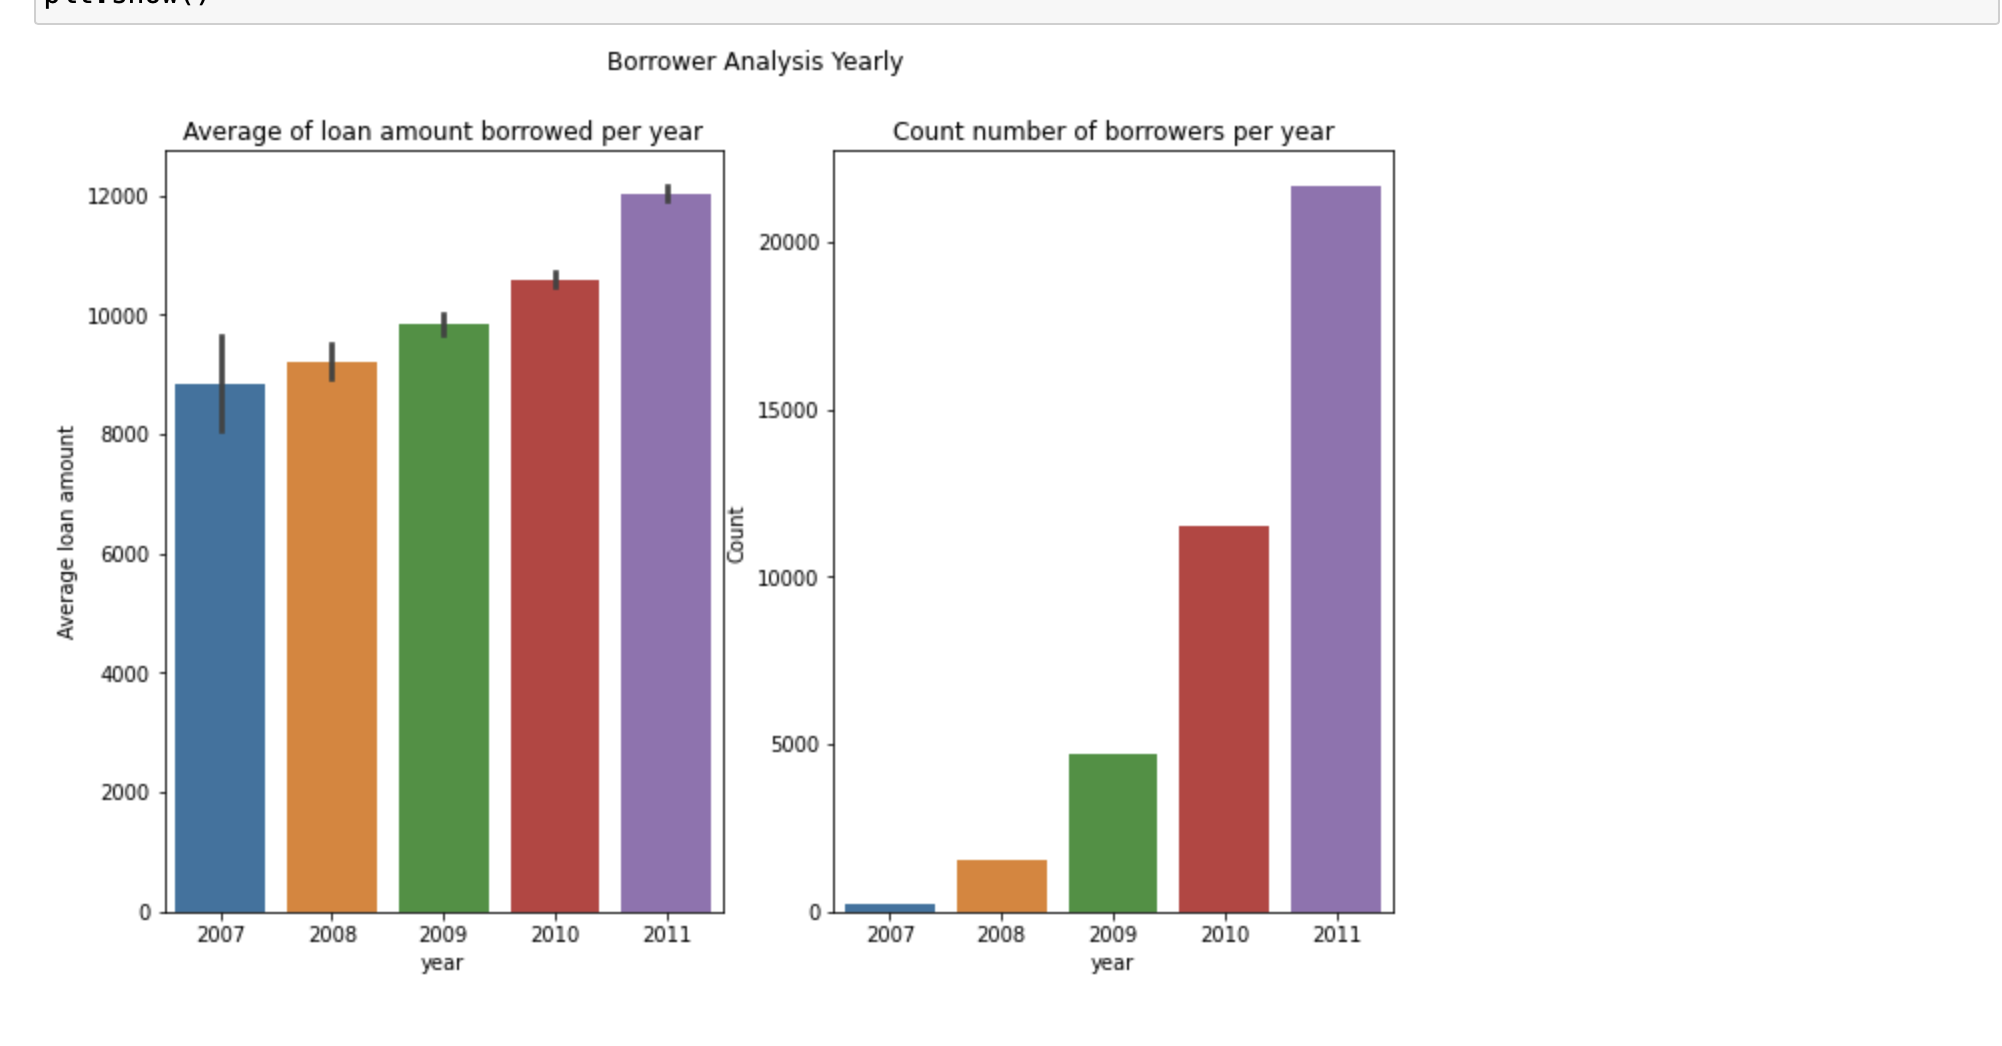 plt.show()
Borrower Analysis Yearly
Average of loan amount borrowed per year
Average loan amount
12000
10000
8000
6000
4000
2000
0
2007 2008 2009 2010 2011
year
Count number of borrowers per year
Count
20000
15000
10000
5000
0
2007 2008 2009 2010 2011
year